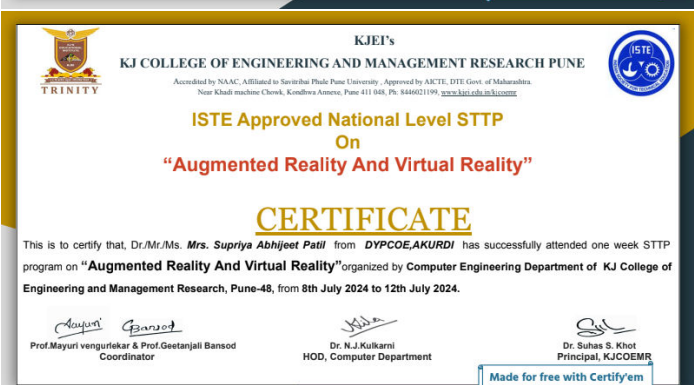 KJEI's
KJ COLLEGE OF ENGINEERING AND MANAGEMENT RESEARCH PUNE
Accredited by NAAC, Affiliated to Savitribai Phule Pune University , Approved by AICTE, DTE Govt. of Maharashtra.
Near Khadi machine Chowk, Kondhwa Annexe, Pune 411 048, Ph: 8446021199, www.kjei.edu.in/kjcoemr
TRINITY
ISTE
ISTE Approved National Level STTP
On
“Augmented Reality And Virtual Reality”
CERTIFICATE
This is to certify that, Dr./Mr./Ms. Mrs. Supriya Abhijeet Patil from DYPCOE,AKURDI has successfully attended one week STTP
program on “Augmented Reality And Virtual Reality”organized by Computer Engineering Department of KJ College of
Engineering and Management Research, Pune-48, from 8th July 2024 to 12th July 2024.
Prof.Mayuri vengurlekar & Prof.Geetanjali Bansod
Coordinator
Dr. N.J.Kulkarni
HOD, Computer Department
Dr. Suhas S. Khot
Principal, KJCOEMR
Made for free with Certify'em